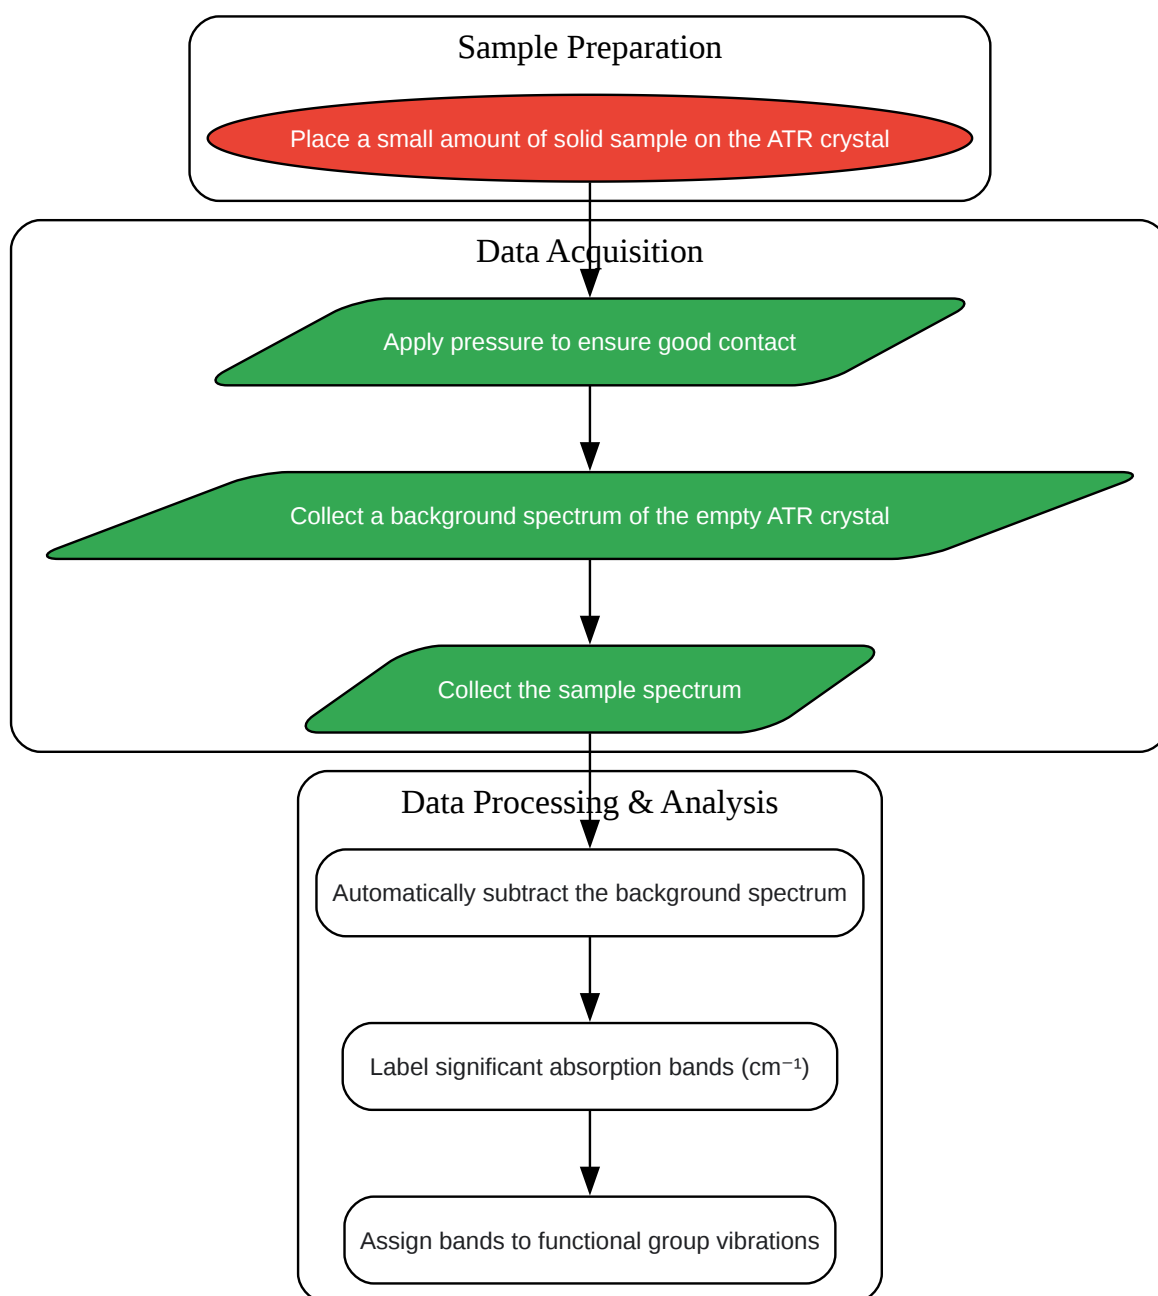 Sample Preparation
Place a small amount of solid sample on the ATR crystal
Data Acquisition
Apply pressure to ensure good contact
Collect a background spectrum of the empty ATR crystal
Collect the sample spectrum
Data Processing & Analysis
Automatically subtract the background spectrum
Label significant absorption bands (cm⁻¹)
Assign bands to functional group vibrations